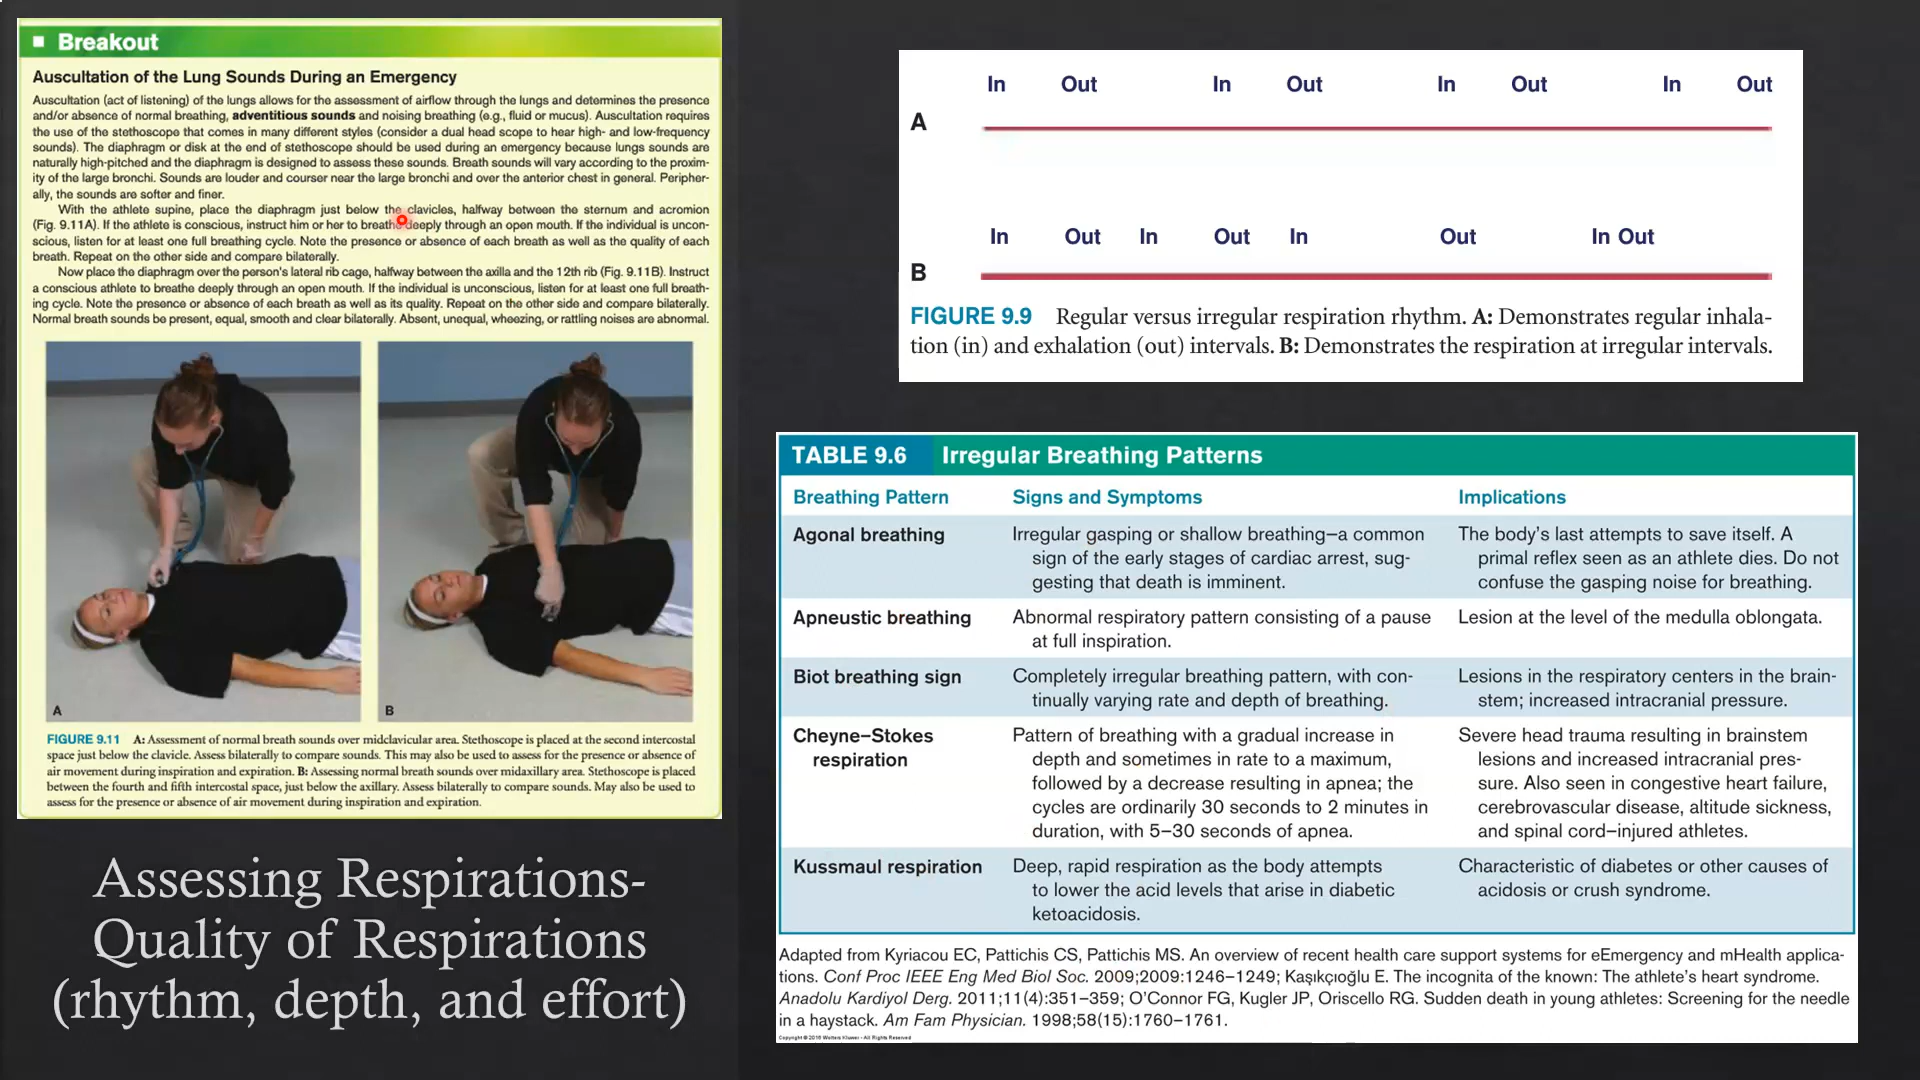 Breakout
Auscultation of the Lung Sounds During an Emergency
Auscultation (act of listening) of the lungs allows for the assessment of airflow through the lungs and determines the presence
and/or absence of normal breathing, adventitious sounds and noising breathing (e.g., fluid or mucus). Auscultation requires
the use of the stethoscope that comes in many different styles (consider a dual head scope to hear high- and low-frequency
sounds). The diaphragm or disk at the end of stethoscope should be used during an emergency because lungs sounds are
naturally high-pitched and the diaphragm is designed to assess these sounds. Breath sounds will vary according to the proxim-
ity of the large bronchi. Sounds are louder and courser near the large bronchi and over the anterior chest in general. Peripher-
ally, the sounds are softer and finer.
With the athlete supine, place the diaphragm just below the clavicles, halfway between the sternum and acromion
(Fig. 9.11A). If the athlete is conscious, instruct him or her to breathe deeply through an open mouth. If the individual is uncon-
scious, listen for at least one full breathing cycle. Note the presence or absence of each breath as well as the quality of each
breath. Repeat on the other side and compare bilaterally.
Now place the diaphragm over the person's lateral rib cage, halfway between the axilla and the 12th rib (Fig. 9.11B). Instruct
a conscious athlete to breathe deeply through an open mouth. If the individual is unconscious, listen for at least one full breath-
ing cycle. Note the presence or absence of each breath as well as its quality. Repeat on the other side and compare bilaterally.
Normal breath sounds be present, equal, smooth and clear bilaterally. Absent, unequal, wheezing, or rattling noises are abnormal.
A
B
FIGURE 9.11 A: Assessment of normal breath sounds over midclavicular area. Stethoscope is placed at the second intercostal
space just below the clavicle. Assess bilaterally to compare sounds. This may also be used to assess for the presence or absence of
air movement during inspiration and expiration. B: Assessing normal breath sounds over midaxillary area. Stethoscope is placed
between the fourth and fifth intercostal space, just below the axillary. Assess bilaterally to compare sounds. May also be used to
assess for the presence or absence of air movement during inspiration and expiration.
Assessing Respirations-
Quality of Respirations
(rhythm, depth, and effort)
In Out In Out In Out In Out
A
In Out In Out In Out In Out
B
FIGURE 9.9 Regular versus irregular respiration rhythm. A: Demonstrates regular inhala-
tion (in) and exhalation (out) intervals. B: Demonstrates the respiration at irregular intervals.
TABLE 9.6 Irregular Breathing Patterns
Breathing Pattern Signs and Symptoms Implications
Agonal breathing Irregular gasping or shallow breathing—a common The body's last attempts to save itself. A
sign of the early stages of cardiac arrest, sug- primal reflex seen as an athlete dies. Do not
gesting that death is imminent. confuse the gasping noise for breathing.
Apneustic breathing Abnormal respiratory pattern consisting of a pause Lesion at the level of the medulla oblongata.
at full inspiration.
Biot breathing sign Completely irregular breathing pattern, with con- Lesions in the respiratory centers in the brain-
tinually varying rate and depth of breathing. stem; increased intracranial pressure.
Cheyne–Stokes Pattern of breathing with a gradual increase in Severe head trauma resulting in brainstem
respiration depth and sometimes in rate to a maximum, lesions and increased intracranial pres-
followed by a decrease resulting in apnea; the sure. Also seen in congestive heart failure,
cycles are ordinarily 30 seconds to 2 minutes in cerebrovascular disease, altitude sickness,
duration, with 5–30 seconds of apnea. and spinal cord–injured athletes.
Kussmaul respiration Deep, rapid respiration as the body attempts Characteristic of diabetes or other causes of
to lower the acid levels that arise in diabetic acidosis or crush syndrome.
ketoacidosis.
Adapted from Kyriacou EC, Pattichis CS, Pattichis MS. An overview of recent health care support systems for eEmergency and mHealth applica-
tions. Conf Proc IEEE Eng Med Biol Soc. 2009;2009:1246–1249; Kaşıkçıoğlu E. The incognita of the known: The athlete's heart syndrome.
Anadolu Kardiyol Derg. 2011;11(4):351–359; O'Connor FG, Kugler JP, Oriscello RG. Sudden death in young athletes: Screening for the needle
in a haystack. Am Fam Physician. 1998;58(15):1760–1761.
Copyright © 2016 Wolters Kluwer - All Rights Reserved